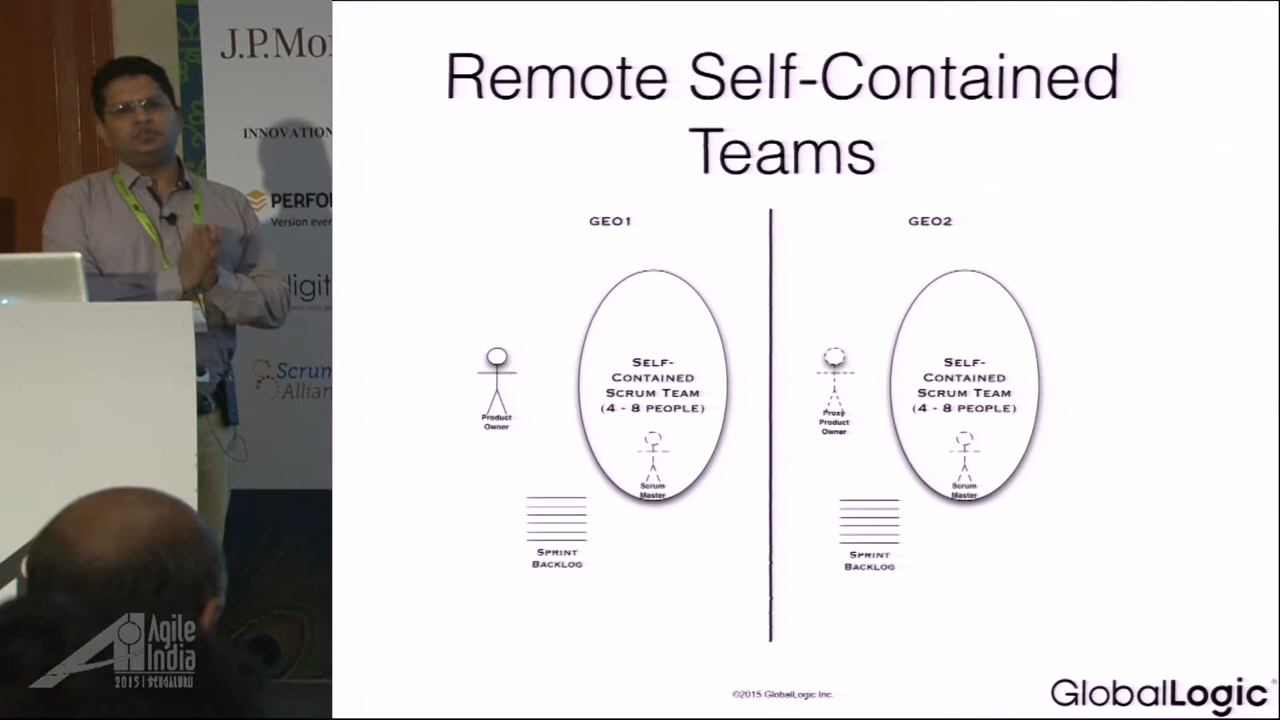 J.P.Mo
INNOVATION
PERFO
Version ever
digit
Scrum
Allian
Agile
India
2015 | BENGALURU
Remote Self-Contained
Teams
GEO1
GEO2
Product
Owner
Self-
Contained
Scrum Team
(4 - 8 people)
Scrum
Master
Sprint
Backlog
Proxy
Product
Owner
Self-
Contained
Scrum Team
(4 - 8 people)
Scrum
Master
Sprint
Backlog
©2015 GlobalLogic Inc.
GlobalLogic®